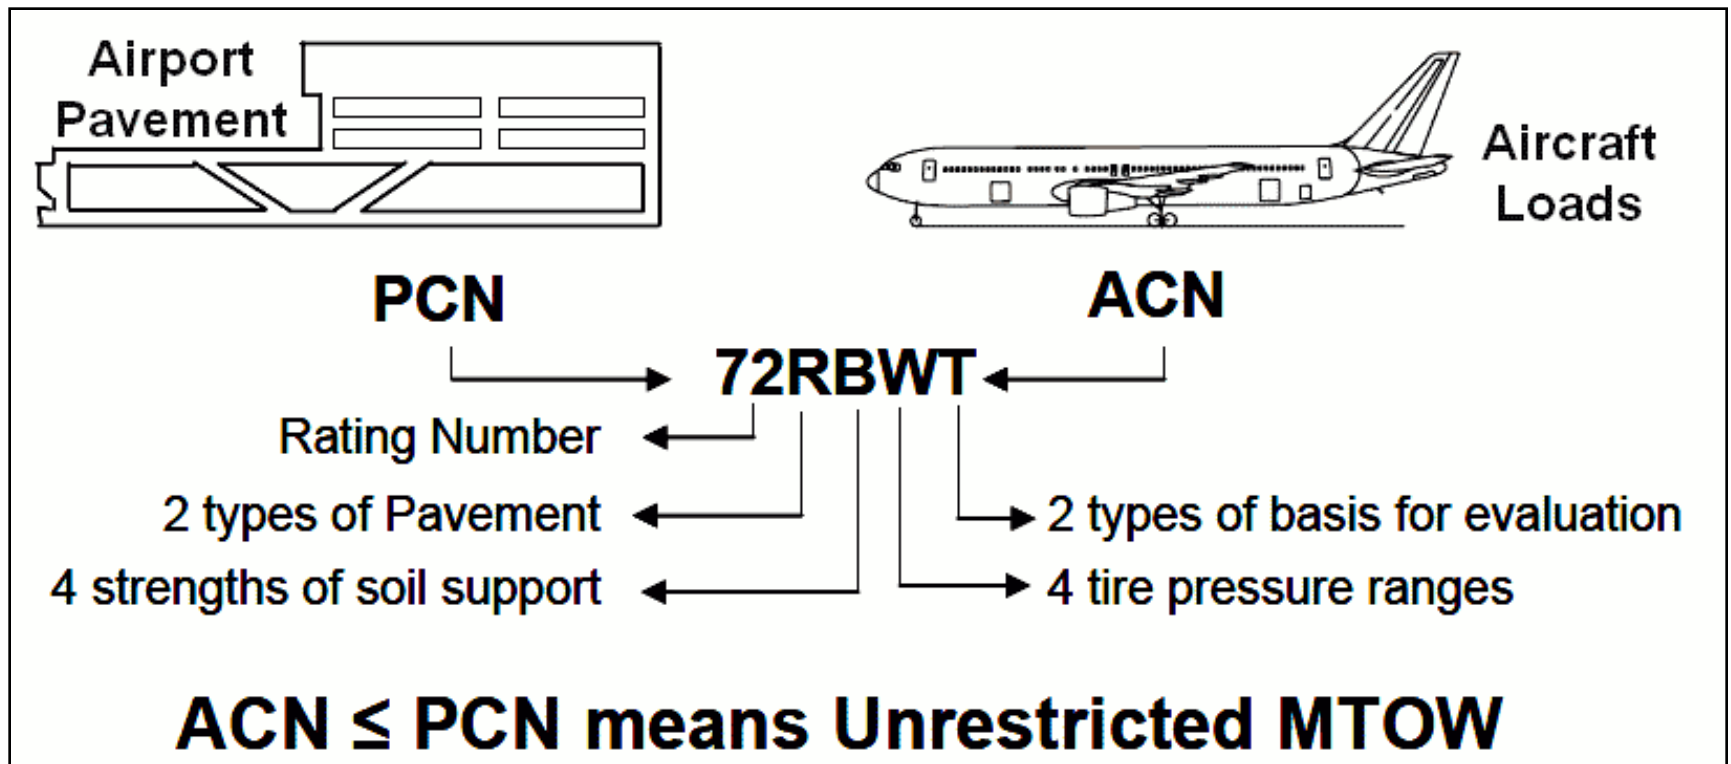 Airport
Pavement
Aircraft
Loads
PCN
ACN
72RBWT
Rating Number
2 types of Pavement
2 types of basis for evaluation
4 strengths of soil support
4 tire pressure ranges
ACN ≤ PCN means Unrestricted MTOW